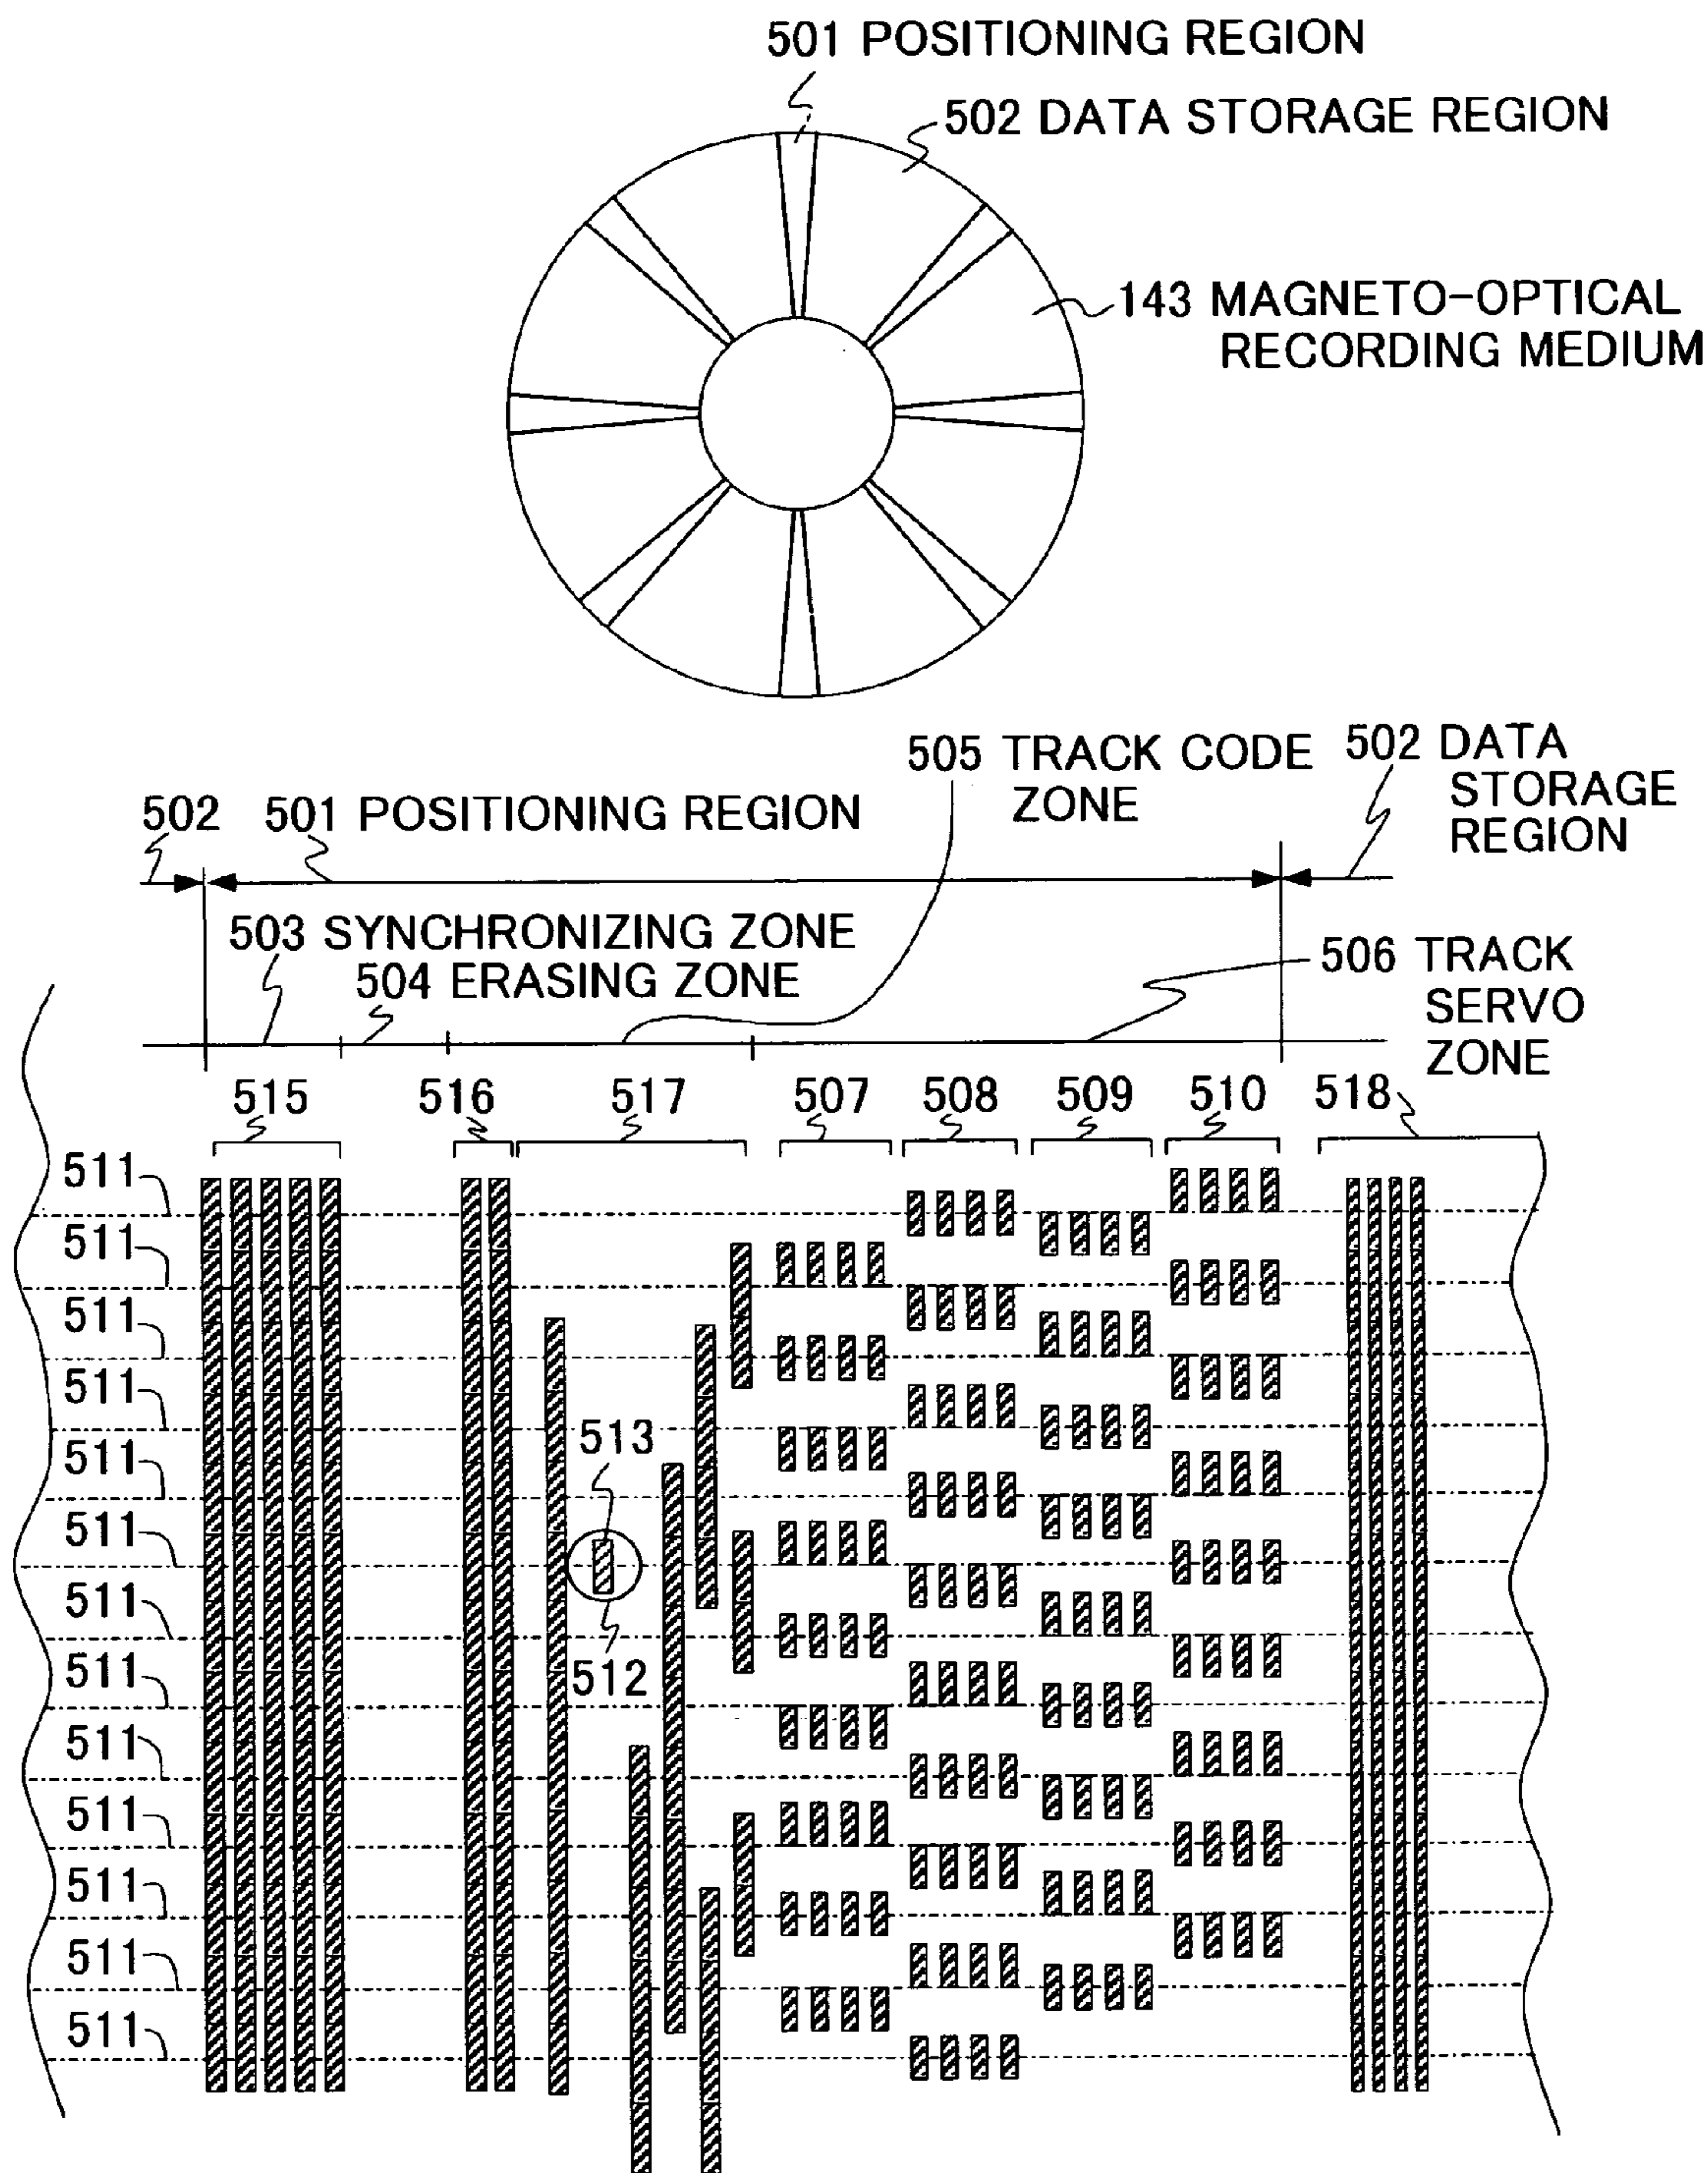 501 POSITIONING REGION
502 DATA STORAGE REGION
143 MAGNETO-OPTICAL
RECORDING MEDIUM
505 TRACK CODE
ZONE
502 DATA
STORAGE
REGION
502
501 POSITIONING REGION
503 SYNCHRONIZING ZONE
504 ERASING ZONE
506 TRACK
SERVO
ZONE
515
516
517
507
508
509
510
518
511
511
511
511
513
511
511
511
512
511
511
511
511
511
511